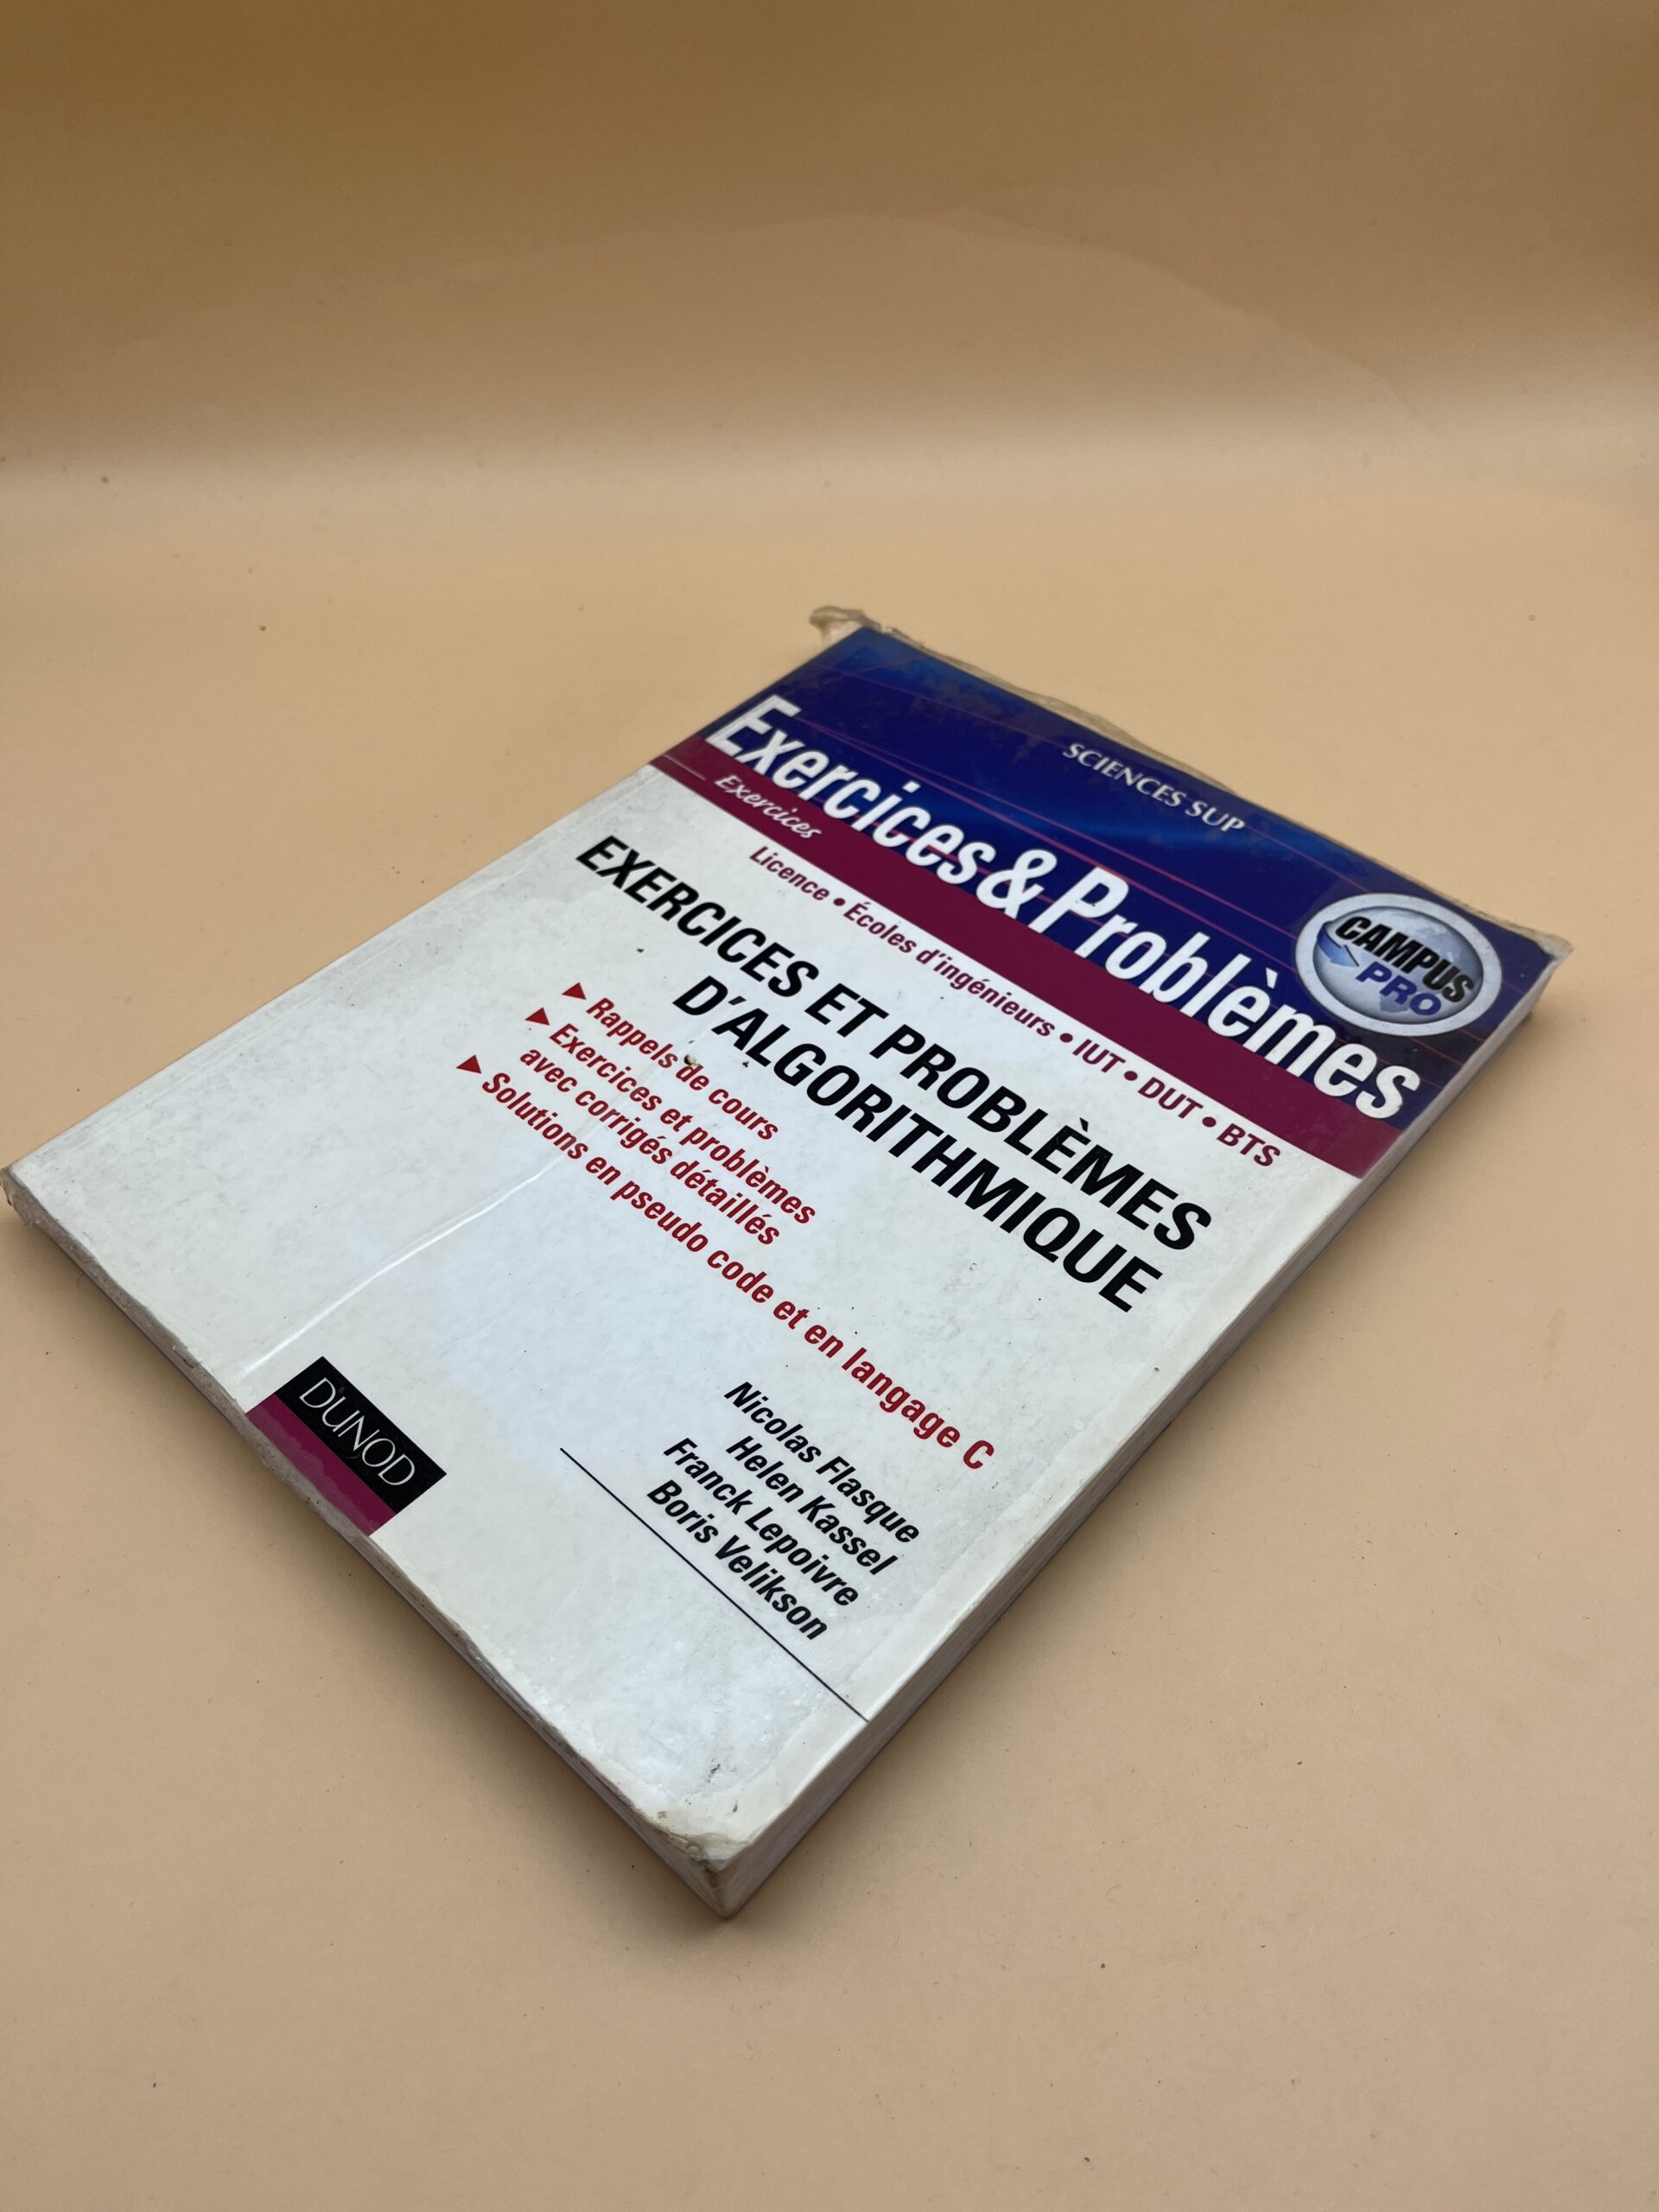 SCIENCES SUP
Exercices & Problèmes
CAMPUS
PRO
Exercices
Licence • Écoles d'ingénieurs • IUT • DUT • BTS
EXERCICES ET PROBLÈMES
D'ALGORITHMIQUE
▶ Rappels de cours
▶ Exercices et problèmes
avec corrigés détaillés
▶ Solutions en pseudo code et en langage C
Nicolas Flasque
Helen Kassel
Franck Lepoivre
Boris Velikson
DUNOD